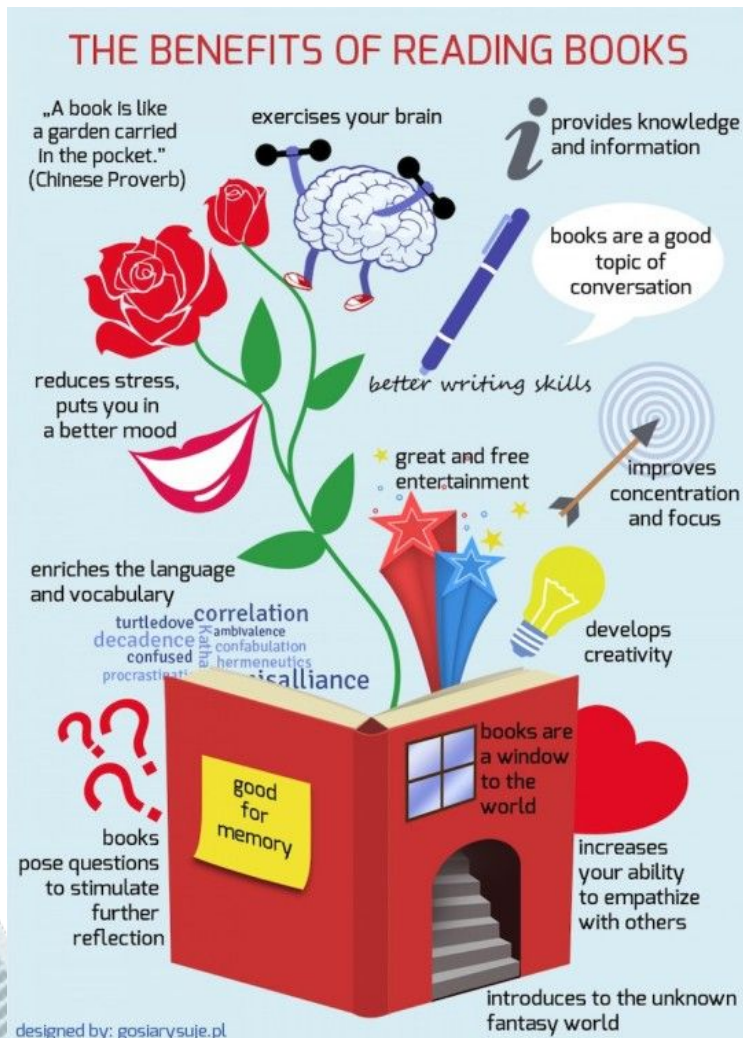 THE BENEFITS OF READING BOOKS
„A book is like
a garden carried
in the pocket.”
(Chinese Proverb)
exercises your brain
i
provides knowledge
and information
books are a good
topic of
conversation
better writing skills
reduces stress,
puts you in
a better mood
great and free
entertainment
improves
concentration
and focus
enriches the language
and vocabulary
turtledove
correlation
decadence
Katha
ambivalence
confused
confabulation
hermeneutics
procrastinati
isalliance
develops
creativity
books are
a window
to the
world
good
for
memory
???
books
pose questions
to stimulate
further
reflection
increases
your ability
to empathize
with others
introduces to the unknown
fantasy world
designed by: gosiarysuje.pl